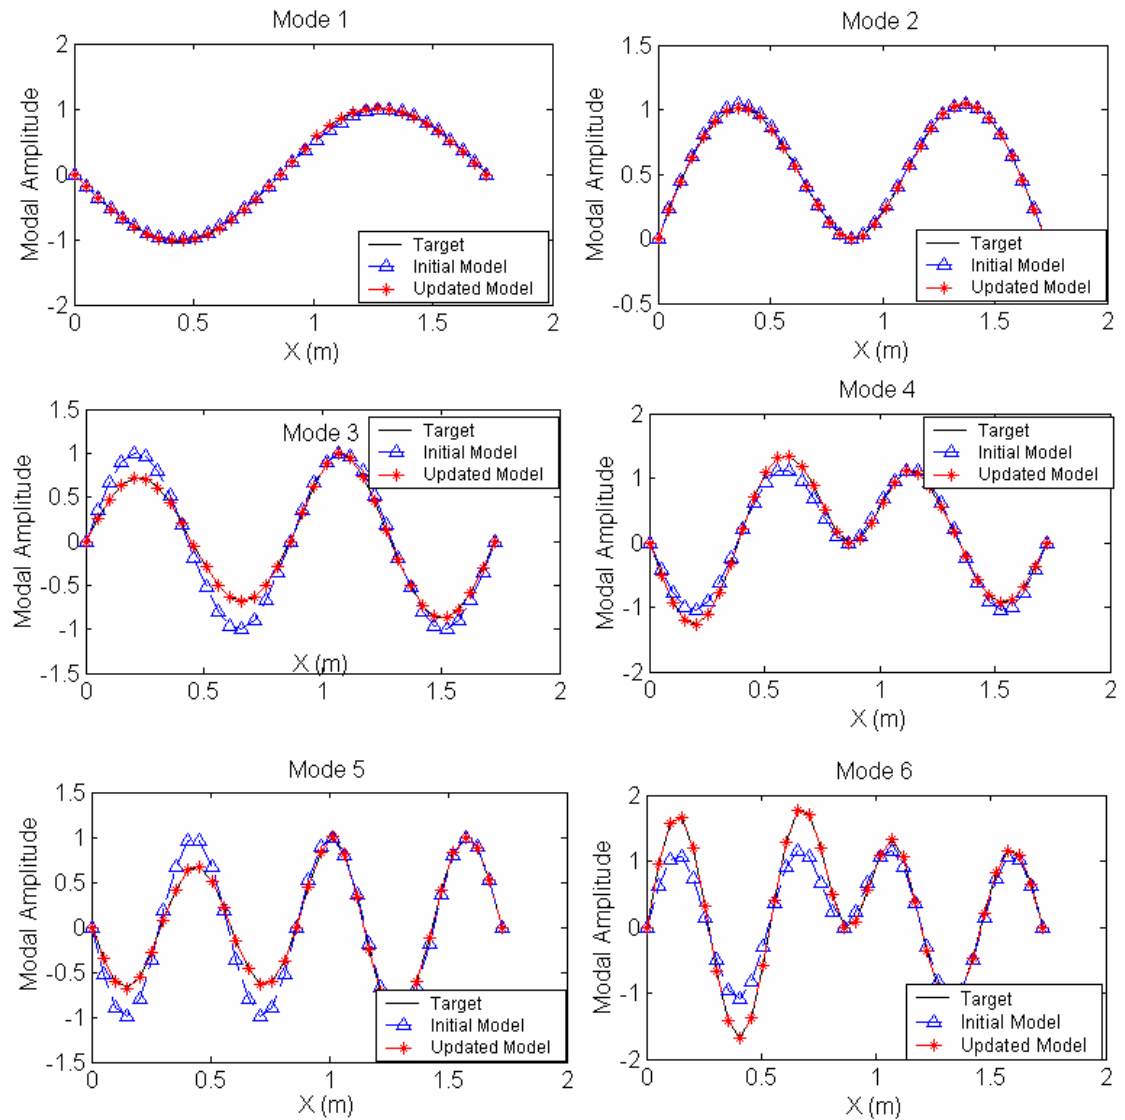 Mode 1
2
1
0
-1
-2
Modal Amplitude
Target
Initial Model
Updated Model
0
0.5
1
1.5
2
X (m)
Mode 2
1.5
1
0.5
0
-0.5
Modal Amplitude
Target
Initial Model
Updated Model
0
0.5
1
1.5
2
X (m)
Mode 3
1.5
1
0.5
0
-0.5
-1
-1.5
Modal Amplitude
Target
Initial Model
Updated Model
X (m)
0
0.5
1
1.5
2
Mode 4
2
1
0
-1
-2
Modal Amplitude
Target
Initial Model
Updated Model
0
0.5
1
1.5
2
X (m)
Mode 5
1.5
1
0.5
0
-0.5
-1
-1.5
Modal Amplitude
Target
Initial Model
Updated Model
0
0.5
1
1.5
2
X (m)
Mode 6
2
1
0
-1
-2
Modal Amplitude
Target
Initial Model
Updated Model
0
0.5
1
1.5
2
X (m)